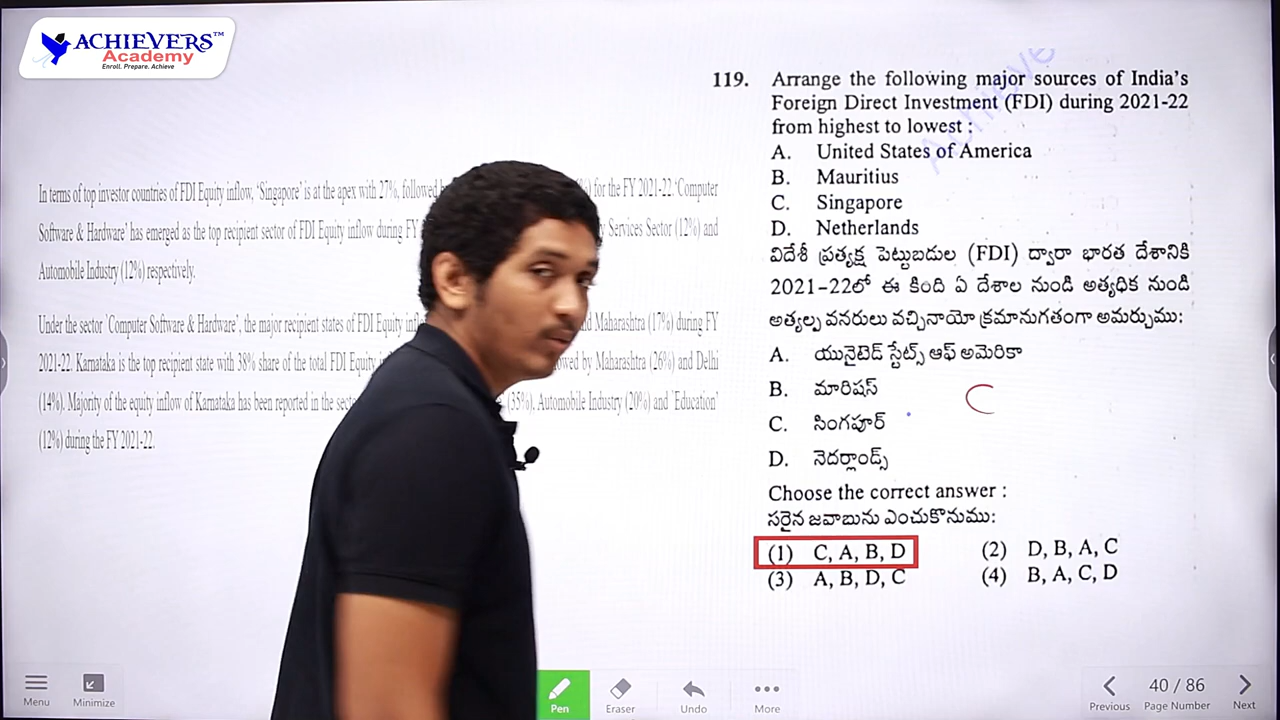 ACHIEVERS™
Academy
Enroll. Prepare. Achieve
In terms of top investor countries of FDI Equity inflow, 'Singapore' is at the apex with 27%, followed %) for the FY 2021-22. 'Computer
Software & Hardware' has emerged as the top recipient sector of FDI Equity inflow during FY Services Sector (12%) and
Automobile Industry (12%) respectively.
Under the sector 'Computer Software & Hardware', the major recipient states of FDI Equity Maharashtra (17%) during FY
2021-22. Karnataka is the top recipient state with 38% share of the total FDI Equity by Maharashtra (26%) and Delhi
(14%). Majority of the equity inflow of Karnataka has been reported in the (35%), Automobile Industry (20%) and 'Education'
(12%) during the FY 2021-22.
119. Arrange the following major sources of India's
Foreign Direct Investment (FDI) during 2021-22
from highest to lowest :
A. United States of America
B. Mauritius
C. Singapore
D. Netherlands
విదేశీ ప్రత్యక్ష పెట్టుబదుల (FDI) ద్వారా భారత దేశానికి
2021–22లో ఈ కింది ఏ దేశాల నుండి అత్యధిక నుండి
అత్యల్ప వనరులు వచ్చినాయో క్రమానుగతంగా అమర్చుము:
A. యునైటెడ్ స్టేట్స్ ఆఫ్ అమెరికా
B. మారిషస్
C. సింగపూర్
D. నెదర్లాండ్స్
C
Choose the correct answer :
సరైన జవాబును ఎంచుకొనుము:
(1) C, A, B, D (2) D, B, A, C
(3) A, B, D, C (4) B, A, C, D
Menu
Minimize
Pen
Eraser
Undo
More
Previous
40 / 86
Page Number
Next